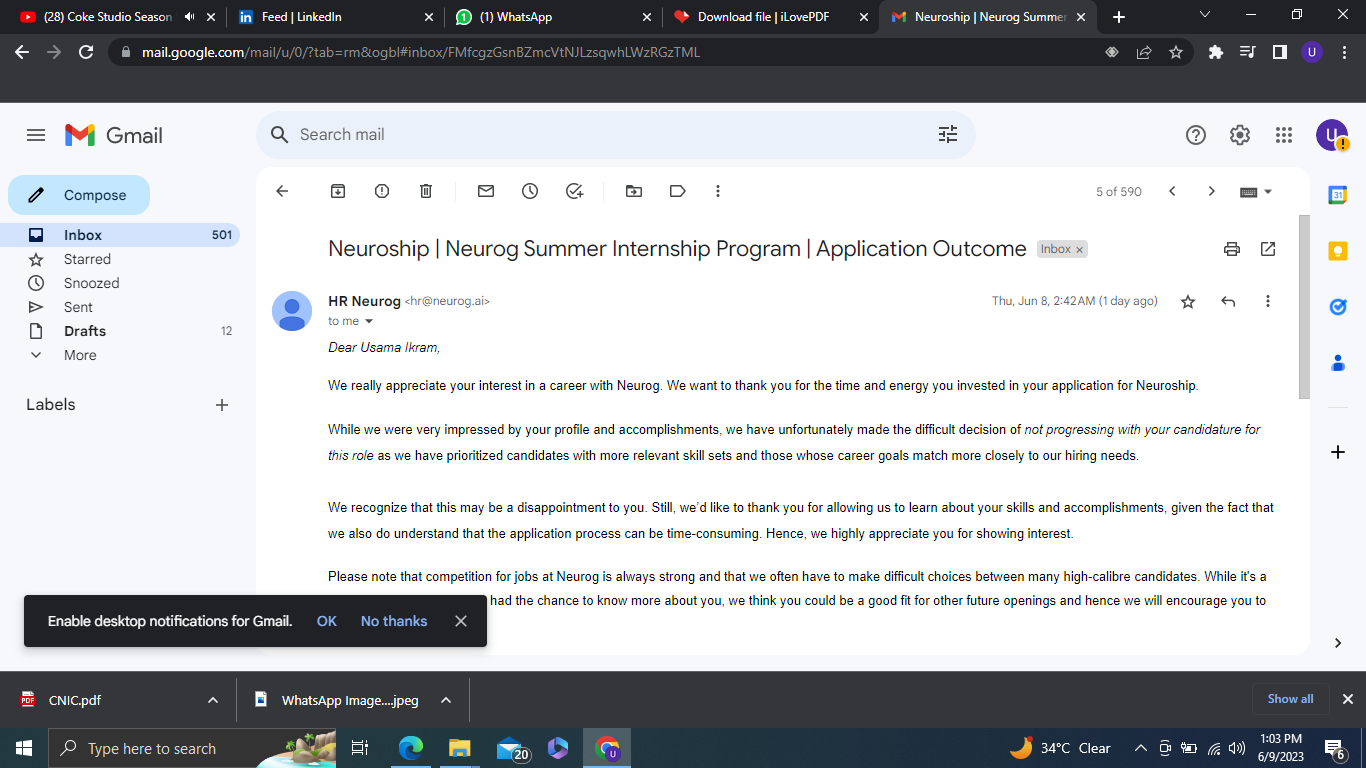 (28) Coke Studio Season
Feed | LinkedIn
(1) WhatsApp
Download file | iLovePDF
Neuroship | Neurog Summer
mail.google.com/mail/u/0/?tab=rm&ogbl#inbox/FMfcgzGsnBZmcVtNJLzsqwhLWzRGzTML
U
Gmail
Search mail
U
Compose
5 of 590
31
Inbox 501
Starred
Snoozed
Sent
Drafts 12
More
Labels
Neuroship | Neurog Summer Internship Program | Application Outcome Inbox x
HR Neurog <hr@neurog.ai> Thu, Jun 8, 2:42 AM (1 day ago)
to me
Dear Usama Ikram,
We really appreciate your interest in a career with Neurog. We want to thank you for the time and energy you invested in your application for Neuroship.
While we were very impressed by your profile and accomplishments, we have unfortunately made the difficult decision of not progressing with your candidature for
this role as we have prioritized candidates with more relevant skill sets and those whose career goals match more closely to our hiring needs.
We recognize that this may be a disappointment to you. Still, we'd like to thank you for allowing us to learn about your skills and accomplishments, given the fact that
we also do understand that the application process can be time-consuming. Hence, we highly appreciate you for showing interest.
Please note that competition for jobs at Neurog is always strong and that we often have to make difficult choices between many high-calibre candidates. While it's a
had the chance to know more about you, we think you could be a good fit for other future openings and hence we will encourage you to
Enable desktop notifications for Gmail. OK No thanks
PDF CNIC.pdf
WhatsApp Image....jpeg
Show all
Type here to search
20
U
34°C Clear
1:03 PM
6/9/2023
6